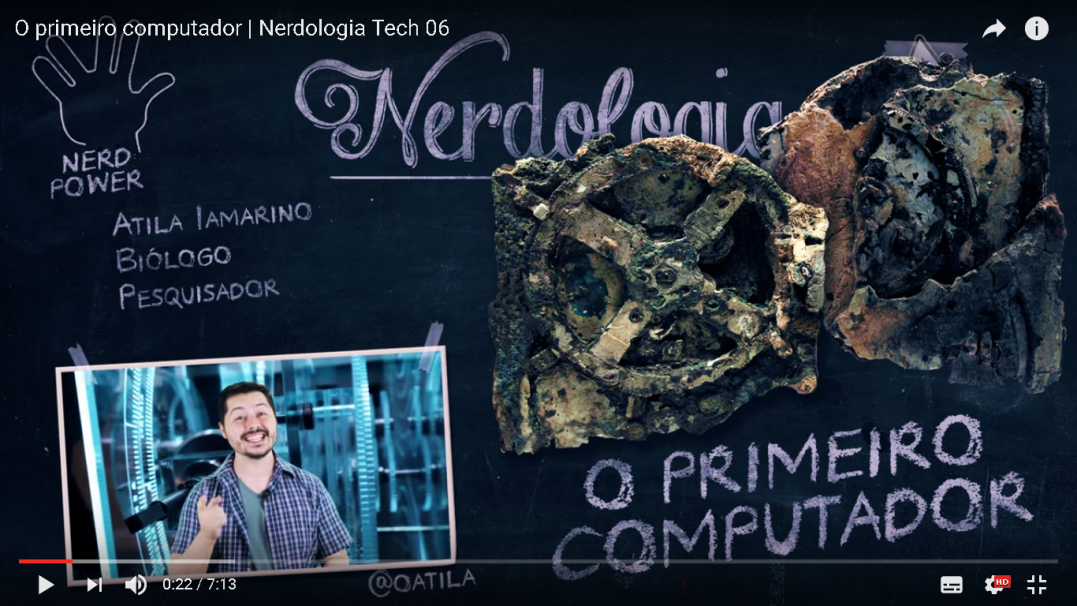 O primeiro computador | Nerdologia Tech 06
Nerdologia
NERD
POWER
ATILA IAMARINO
BIÓLOGO
PESQUISADOR
O PRIMEIRO
COMPUTADOR
@OATILA
0:22 / 7:13
HD